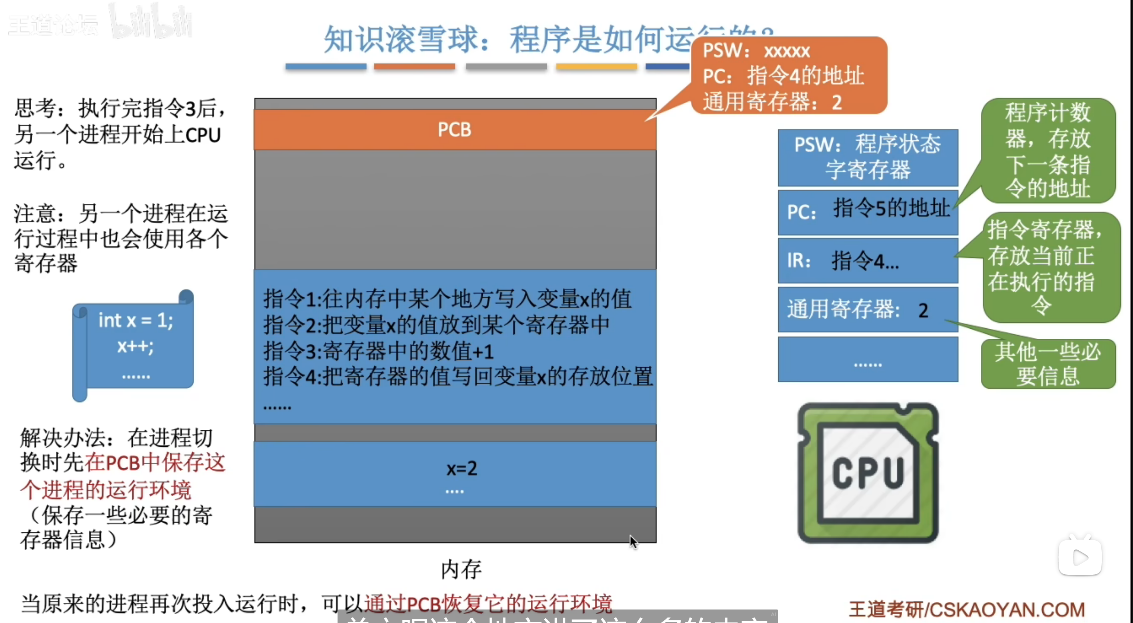 王道论坛 bilibili
知识滚雪球：程序是如何运行的？
PSW：xxxxx
PC：指令4的地址
通用寄存器：2
思考：执行完指令3后，
另一个进程开始上CPU
运行。
注意：另一个进程在运
行过程中也会使用各个
寄存器
int x = 1;
x++;
……
解决办法：在进程切
换时先在PCB中保存这
个进程的运行环境
（保存一些必要的寄
存器信息）
PCB
指令1:往内存中某个地方写入变量x的值
指令2:把变量x的值放到某个寄存器中
指令3:寄存器中的数值+1
指令4:把寄存器的值写回变量x的存放位置
……
x=2
....
内存
PSW：程序状态
字寄存器
PC： 指令5的地址
IR： 指令4...
通用寄存器： 2
……
程序计数
器，存放
下一条指
令的地址
指令寄存器，
存放当前正
在执行的指
令
其他一些必
要信息
CPU
当原来的进程再次投入运行时，可以通过PCB恢复它的运行环境
王道考研/CSKAOYAN.COM